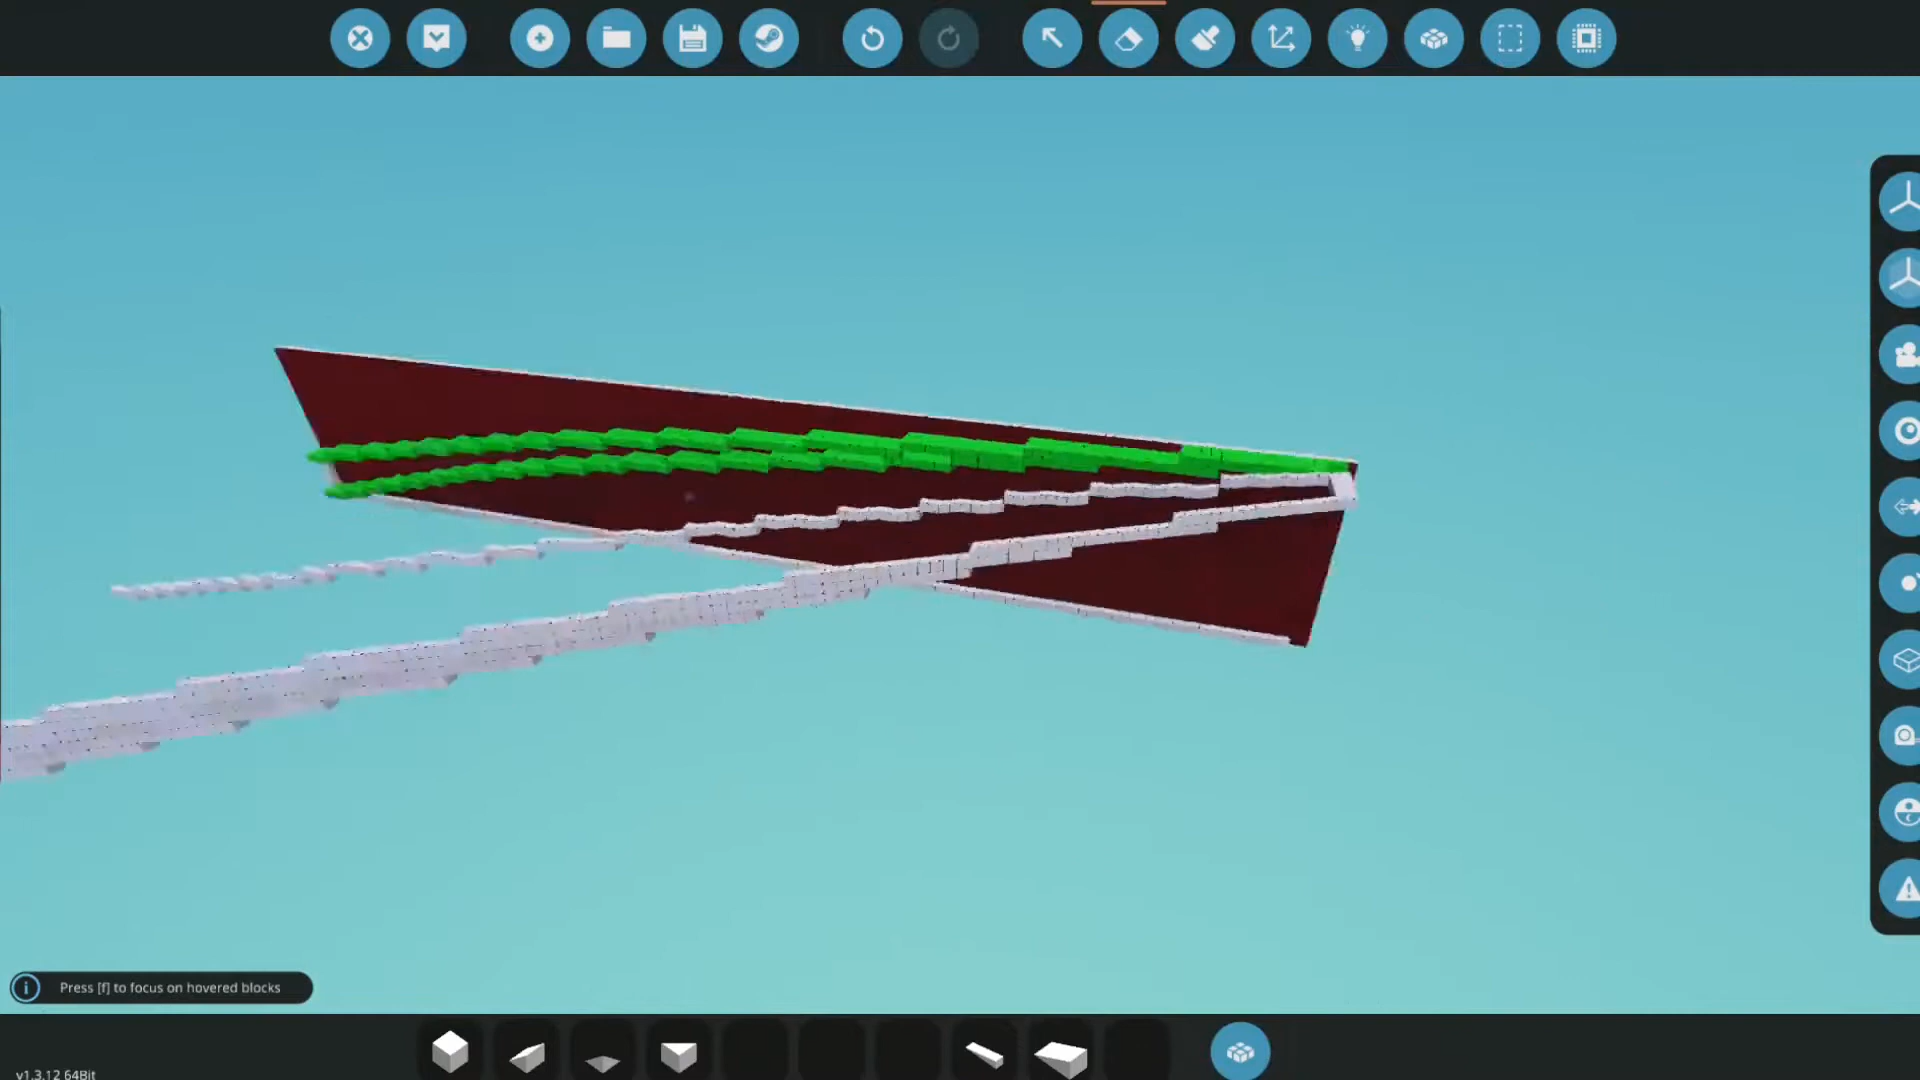 Press [f] to focus on hovered blocks
v1.3.12 64Bit